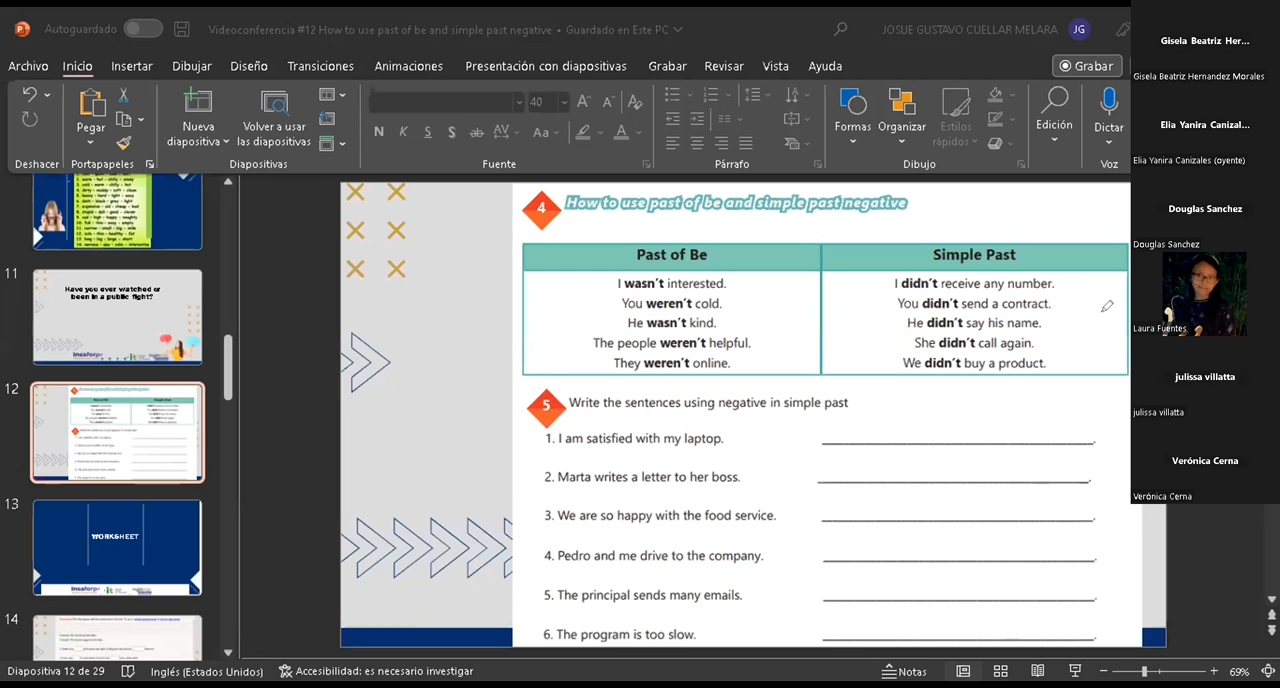 Autoguardado
Videoconferencia #12 How to use past of be and simple past negative • Guardado en Este PC
JOSUE GUSTAVO CUELLAR MELARA
JG
Archivo Inicio Insertar Dibujar Diseño Transiciones Animaciones Presentación con diapositivas Grabar Revisar Vista Ayuda
Grabar
Pegar
Nueva diapositiva
Volver a usar las diapositivas
40
N K S S ab AV Aa A
Formas
Organizar
Estilos rápidos
Edición
Dictar
Deshacer
Portapapeles
Diapositivas
Fuente
Párrafo
Dibujo
Voz
11
Have you ever watched or
been in a public fight?
insaforp
12
13
WORKSHEET
insaforp
14
4
How to use past of be and simple past negative
Past of Be
Simple Past
I wasn´t interested.
I didn´t receive any number.
You weren´t cold.
You didn´t send a contract.
He wasn´t kind.
He didn´t say his name.
The people weren´t helpful.
She didn´t call again.
They weren´t online.
We didn´t buy a product.
5
Write the sentences using negative in simple past
1. I am satisfied with my laptop.
2. Marta writes a letter to her boss.
3. We are so happy with the food service.
4. Pedro and me drive to the company.
5. The principal sends many emails.
6. The program is too slow.
Gisela Beatriz Her...
Gisela Beatriz Hernandez Morales
Elia Yanira Canizal...
Elia Yanira Canizales (oyente)
Douglas Sanchez
Douglas Sanchez
Laura Fuentes
julissa villatta
julissa villatta
Verónica Cerna
Verónica Cerna
Diapositiva 12 de 29
Inglés (Estados Unidos)
Accesibilidad: es necesario investigar
Notas
69%